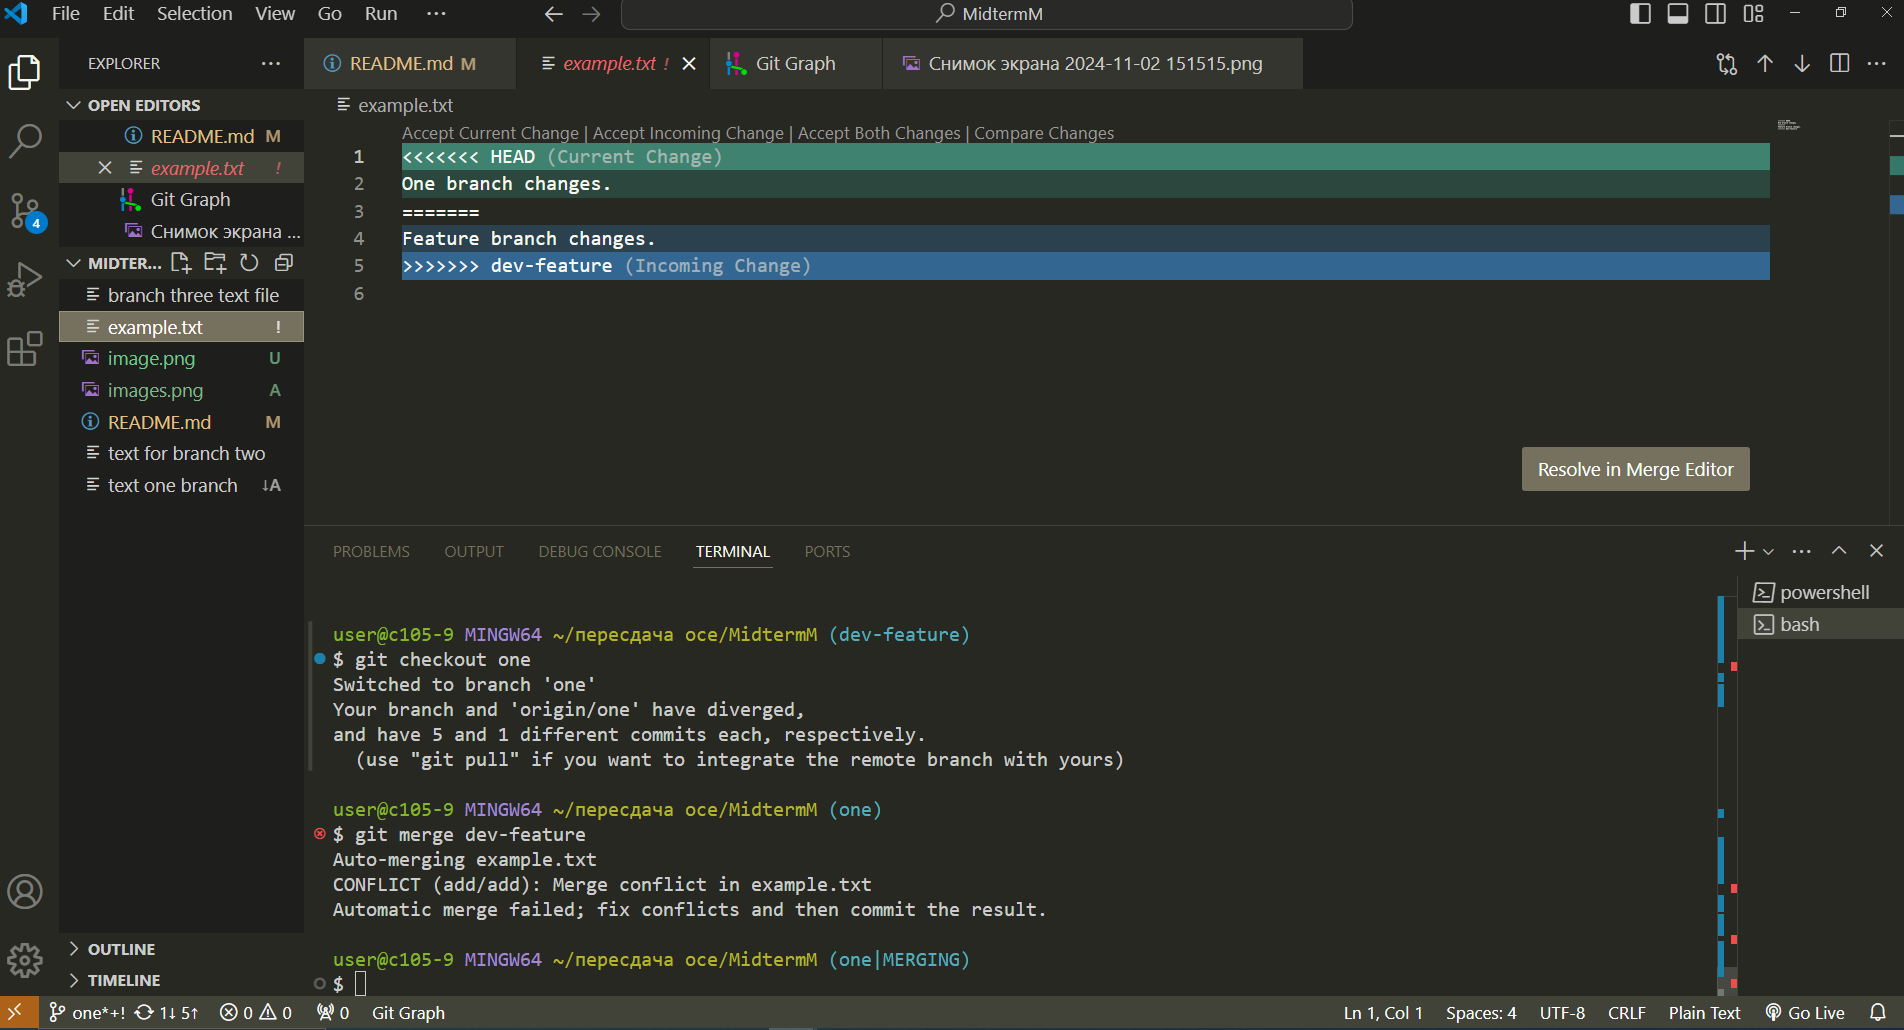 File Edit Selection View Go Run ···
MidtermM
EXPLORER ···
README.md M
example.txt !
Git Graph
Снимок экрана 2024-11-02 151515.png
OPEN EDITORS
README.md M
example.txt !
Git Graph
Снимок экрана ...
4
MIDTER...
branch three text file
example.txt !
image.png U
images.png A
README.md M
text for branch two
text one branch ↓A
OUTLINE
TIMELINE
example.txt
Accept Current Change | Accept Incoming Change | Accept Both Changes | Compare Changes
1 <<<<<<< HEAD (Current Change)
2 One branch changes.
3 =======
4 Feature branch changes.
5 >>>>>>> dev-feature (Incoming Change)
6
Resolve in Merge Editor
PROBLEMS OUTPUT DEBUG CONSOLE TERMINAL PORTS
powershell
bash
user@c105-9 MINGW64 ~/пересдача осе/MidtermM (dev-feature)
$ git checkout one
Switched to branch 'one'
Your branch and 'origin/one' have diverged,
and have 5 and 1 different commits each, respectively.
(use "git pull" if you want to integrate the remote branch with yours)
user@c105-9 MINGW64 ~/пересдача осе/MidtermM (one)
$ git merge dev-feature
Auto-merging example.txt
CONFLICT (add/add): Merge conflict in example.txt
Automatic merge failed; fix conflicts and then commit the result.
user@c105-9 MINGW64 ~/пересдача осе/MidtermM (one|MERGING)
$
one*+! 1↓ 5↑ 0 0 0 Git Graph Ln 1, Col 1 Spaces: 4 UTF-8 CRLF Plain Text Go Live